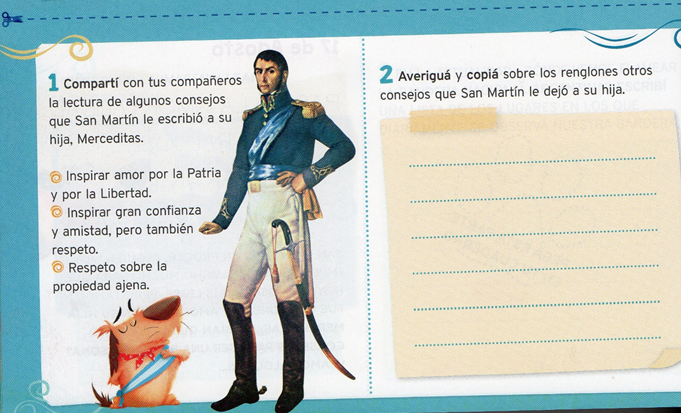 1 Compartí con tus compañeros
la lectura de algunos consejos
que San Martín le escribió a su
hija, Merceditas.
Inspirar amor por la Patria
y por la Libertad.
Inspirar gran confianza
y amistad, pero también
respeto.
Respeto sobre la
propiedad ajena.
2 Averiguá y copiá sobre los renglones otros
consejos que San Martín le dejó a su hija.